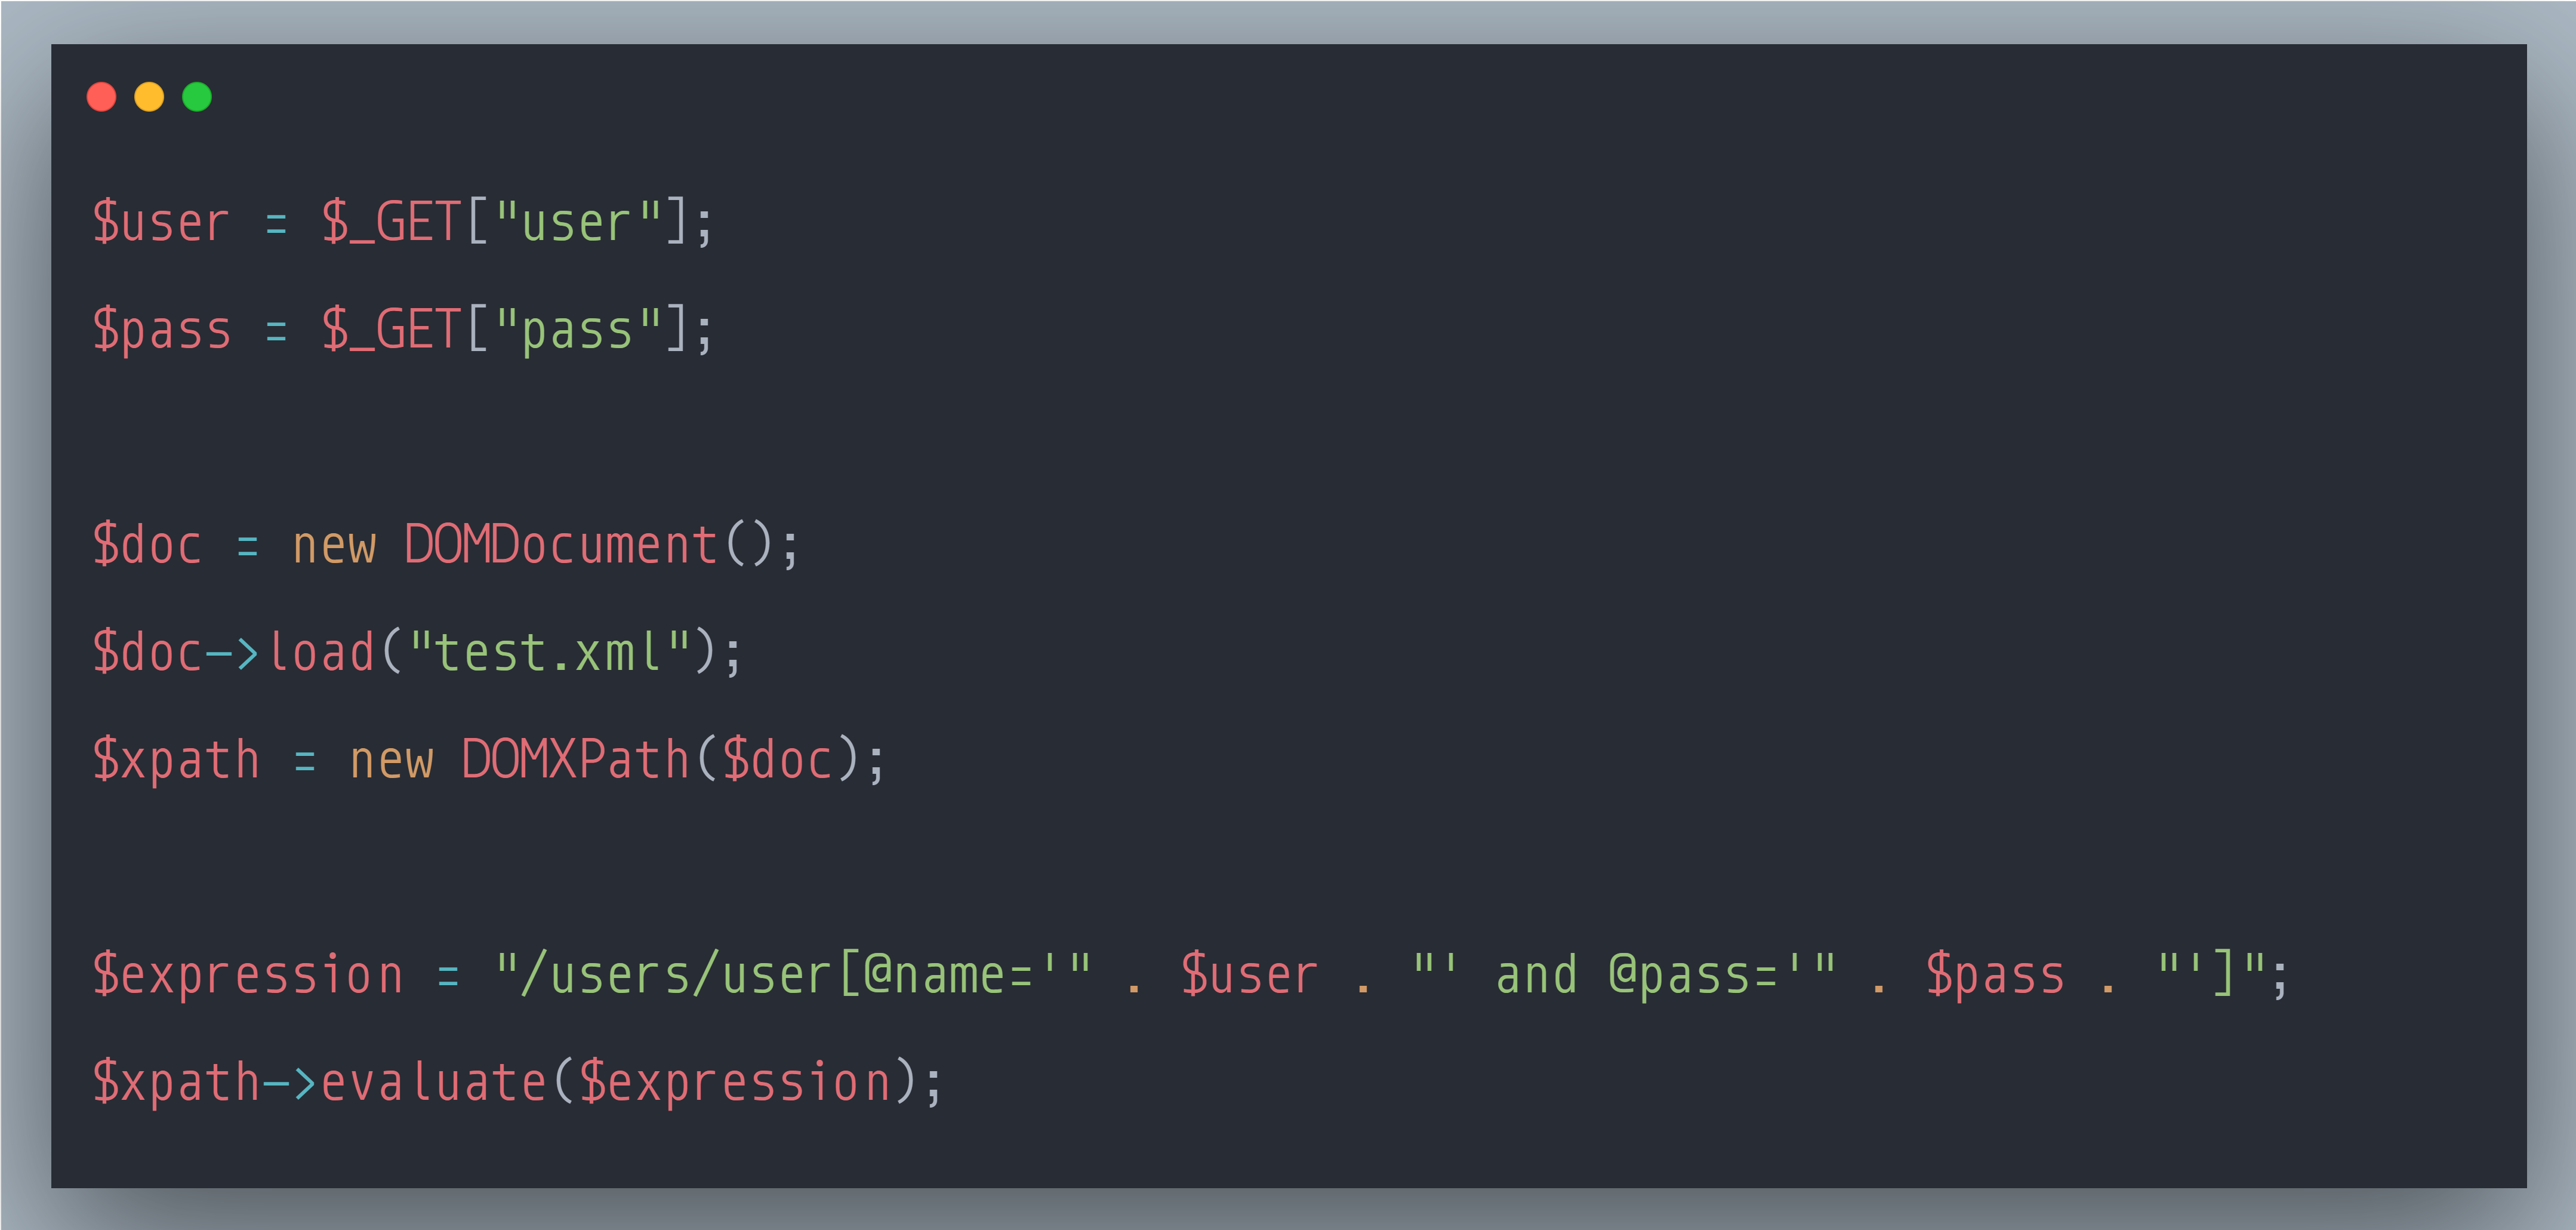 $user = $_GET["user"];
$pass = $_GET["pass"];
$doc = new DOMDocument();
$doc->load("test.xml");
$xpath = new DOMXPath($doc);
$expression = "/users/user[@name='" . $user . "' and @pass='" . $pass . "']";
$xpath->evaluate($expression);